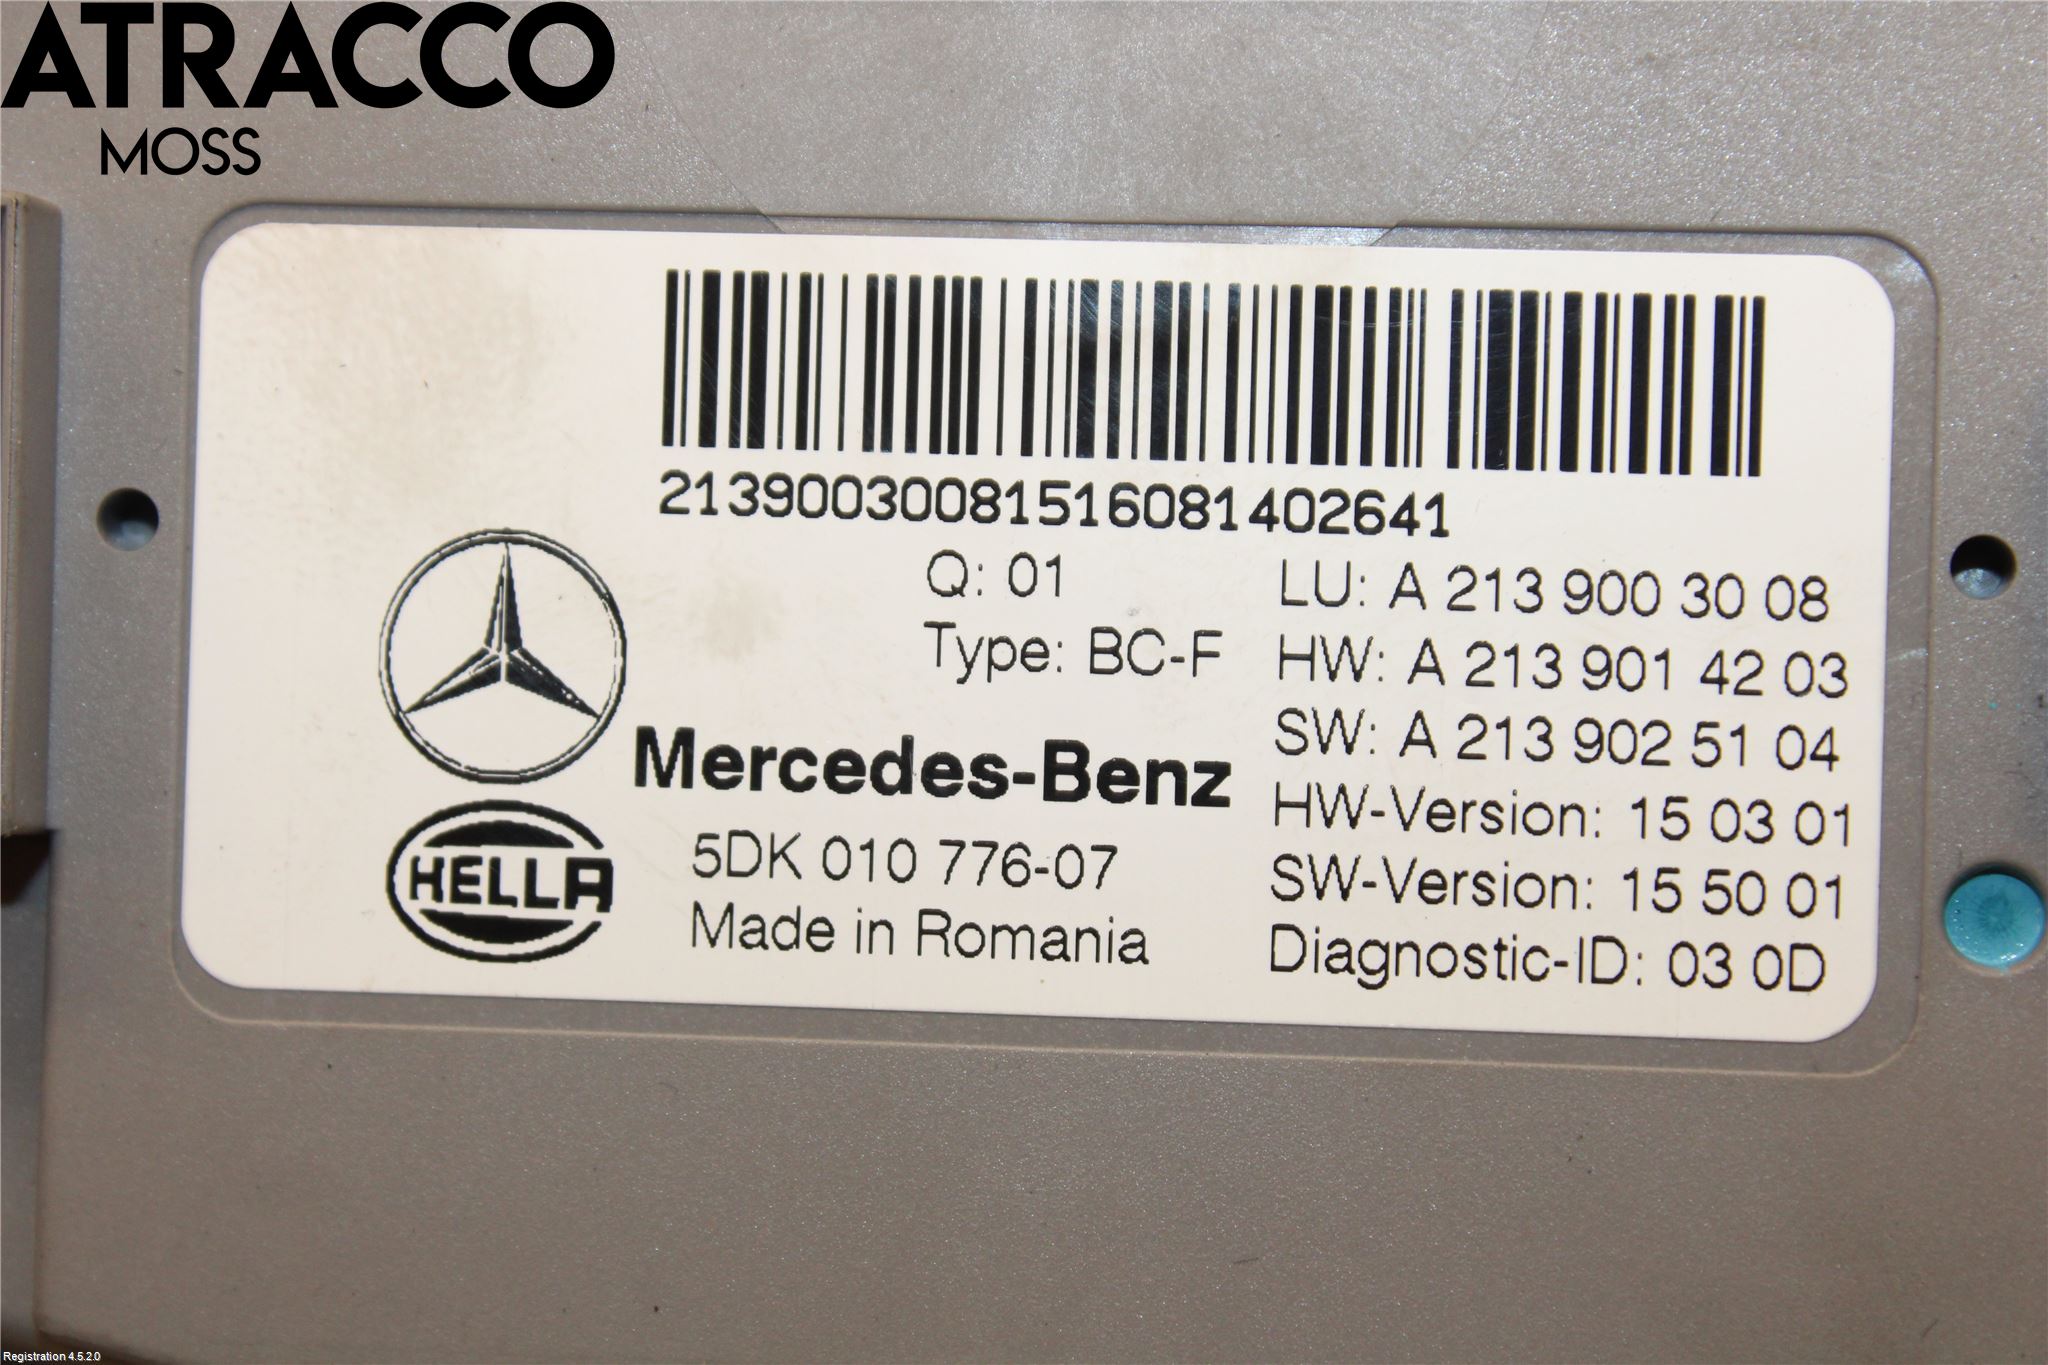 ATRACCO
MOSS
21390030081516081402641
Q: 01
Type: BC-F
LU: A 213 900 30 08
HW: A 213 901 42 03
SW: A 213 902 51 04
HW-Version: 15 03 01
SW-Version: 15 50 01
Diagnostic-ID: 03 0D
Mercedes-Benz
HELLA
5DK 010 776-07
Made in Romania
Registration 4.5.2.0